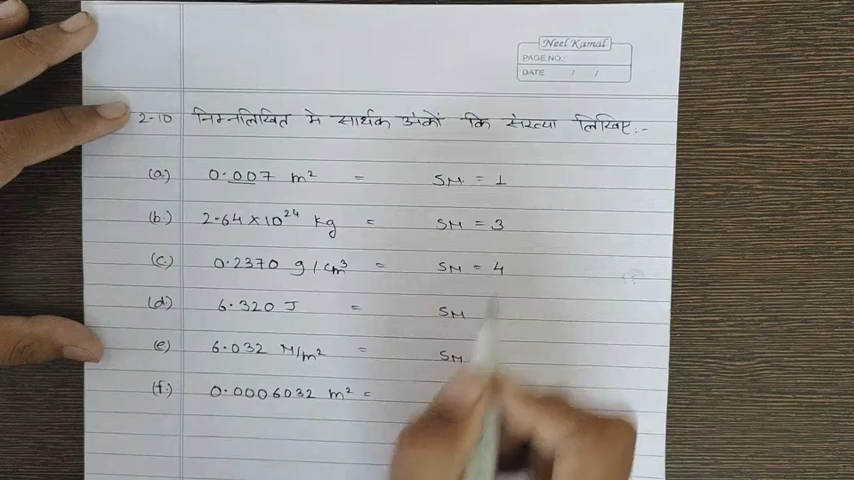 Neel Kamal
PAGE NO.:
DATE / /
2.10 निम्नलिखित मे सार्थक अंकों कि संख्या लिखिए:-
(a) 0.007 m² = SM = 1
(b.) 2.64 × 10²⁴ kg = SM = 3
(c.) 0.2370 g/cm³ = SM = 4
(d) 6.320 J = SM
(e) 6.032 N/m² = SM
(f.) 0.0006032 m² =